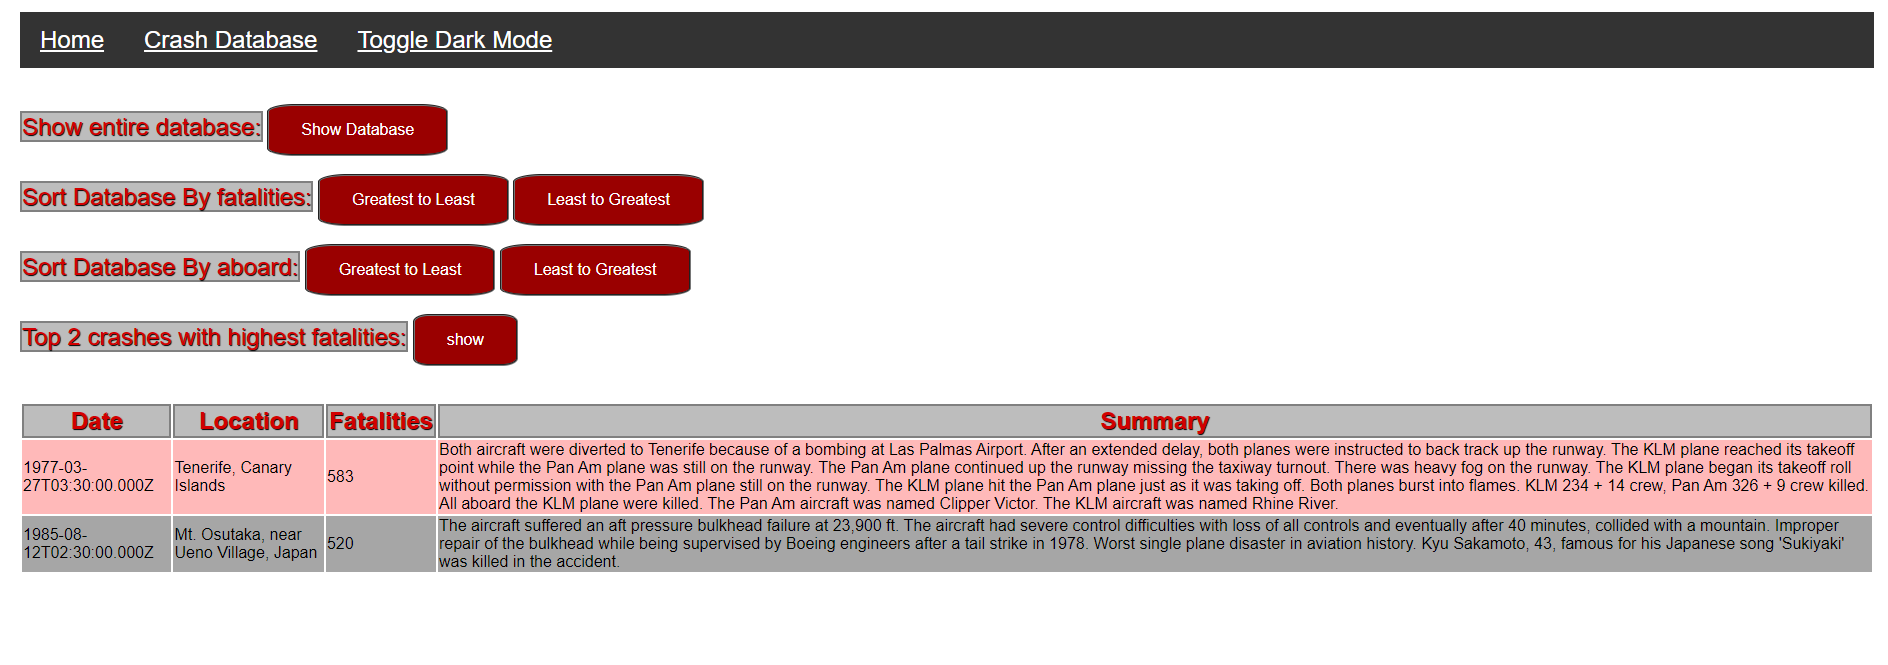 Home Crash Database Toggle Dark Mode
Show entire database: Show Database
Sort Database By fatalities: Greatest to Least Least to Greatest
Sort Database By aboard: Greatest to Least Least to Greatest
Top 2 crashes with highest fatalities: show
Date Location Fatalities Summary
1977-03-
27T03:30:00.000Z
Tenerife, Canary
Islands
583
Both aircraft were diverted to Tenerife because of a bombing at Las Palmas Airport. After an extended delay, both planes were instructed to back track up the runway. The KLM plane reached its takeoff
point while the Pan Am plane was still on the runway. The Pan Am plane continued up the runway missing the taxiway turnout. There was heavy fog on the runway. The KLM plane began its takeoff roll
without permission with the Pan Am plane still on the runway. The KLM plane hit the Pan Am plane just as it was taking off. Both planes burst into flames. KLM 234 + 14 crew, Pan Am 326 + 9 crew killed.
All aboard the KLM plane were killed. The Pan Am aircraft was named Clipper Victor. The KLM aircraft was named Rhine River.
1985-08-
12T02:30:00.000Z
Mt. Osutaka, near
Ueno Village, Japan
520
The aircraft suffered an aft pressure bulkhead failure at 23,900 ft. The aircraft had severe control difficulties with loss of all controls and eventually after 40 minutes, collided with a mountain. Improper
repair of the bulkhead while being supervised by Boeing engineers after a tail strike in 1978. Worst single plane disaster in aviation history. Kyu Sakamoto, 43, famous for his Japanese song 'Sukiyaki'
was killed in the accident.